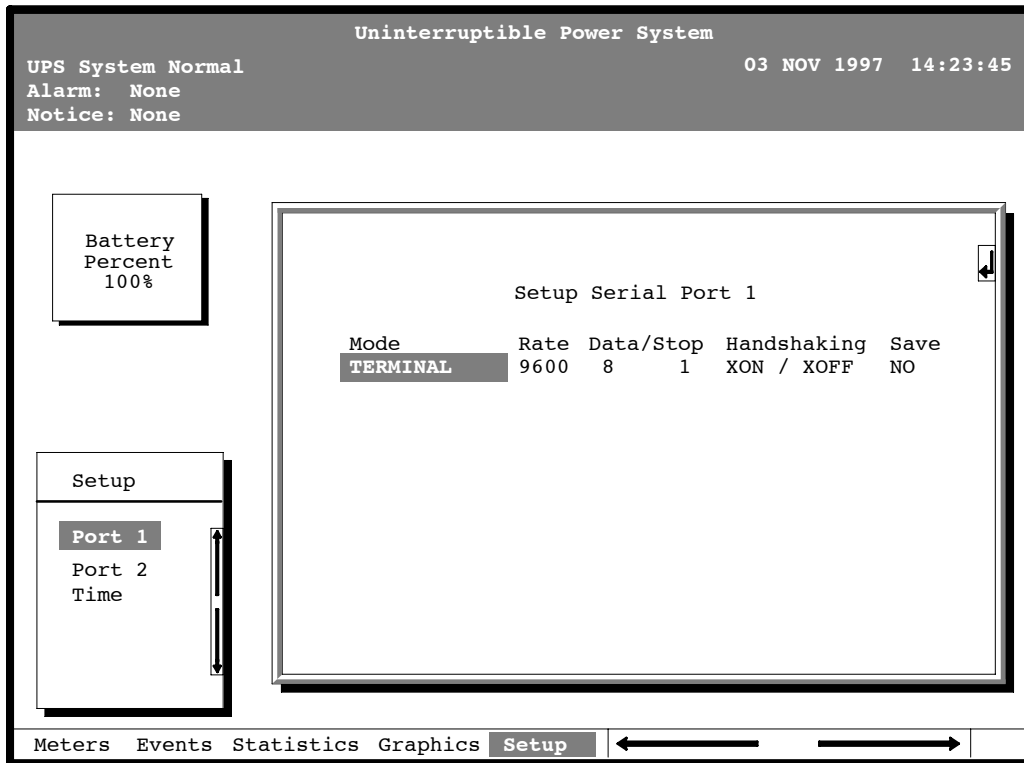 Uninterruptible Power System
UPS System Normal 03 NOV 1997 14:23:45
Alarm: None
Notice: None
Battery
Percent
100%
Setup Serial Port 1
Mode Rate Data/Stop Handshaking Save
TERMINAL 9600 8 1 XON / XOFF NO
Setup
Port 1
Port 2
Time
Meters Events Statistics Graphics Setup